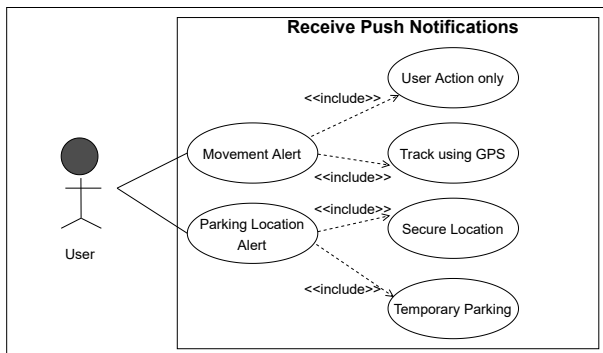 Receive Push Notifications
User Action only
<<include>>
Movement Alert
Track using GPS
<<include>>
<<include>>
Parking Location
Alert
Secure Location
User
<<include>>
Temporary Parking